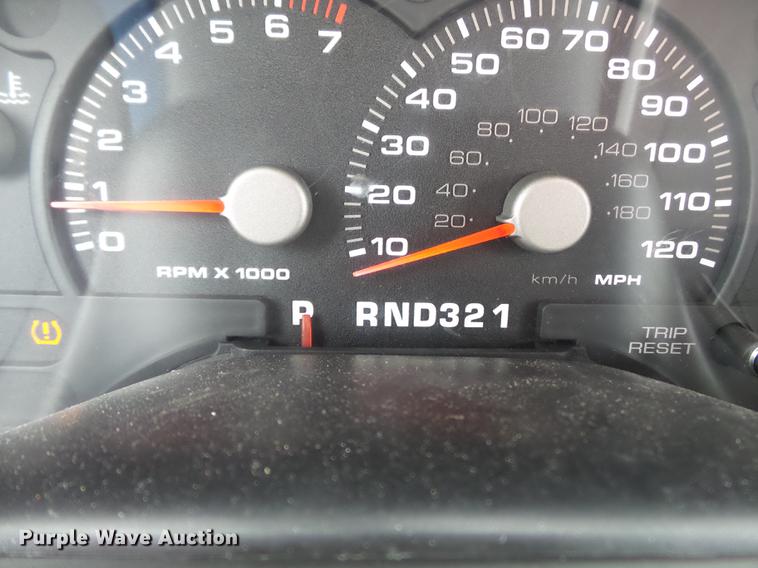 0 1 2 3 4 5 6 7
RPM X 1000
10 20 30 40 50 60 70 80 90 100 110 120
20 40 60 80 100 120 140 160 180
km/h MPH
P RND321
TRIP
RESET
Purple Wave Auction